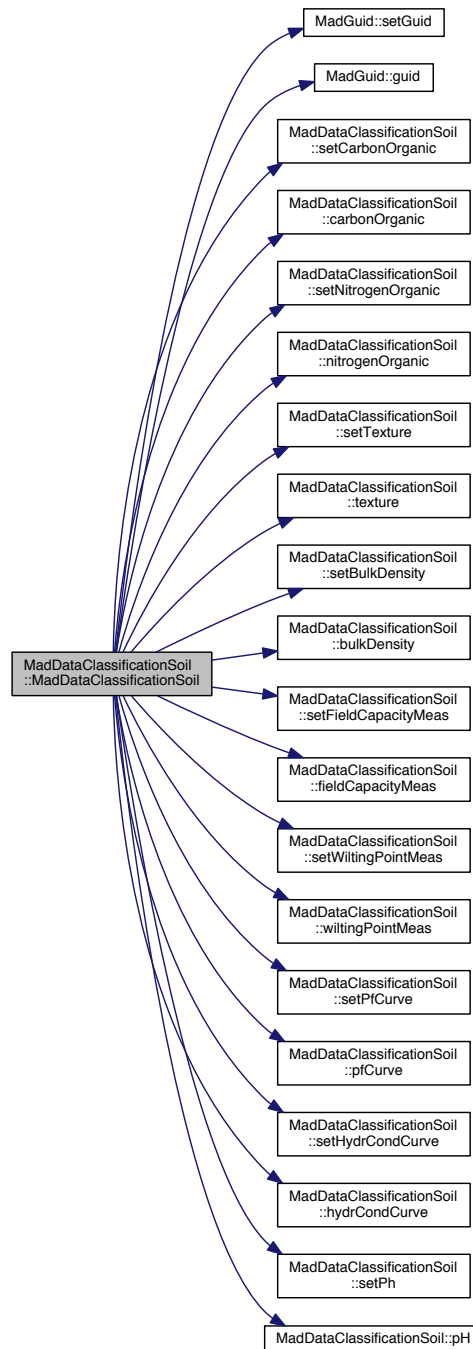 MadGuid::setGuid
MadGuid::guid
MadDataClassificationSoil
::setCarbonOrganic
MadDataClassificationSoil
::carbonOrganic
MadDataClassificationSoil
::setNitrogenOrganic
MadDataClassificationSoil
::nitrogenOrganic
MadDataClassificationSoil
::setTexture
MadDataClassificationSoil
::texture
MadDataClassificationSoil
::setBulkDensity
MadDataClassificationSoil
::bulkDensity
MadDataClassificationSoil
::MadDataClassificationSoil
MadDataClassificationSoil
::setFieldCapacityMeas
MadDataClassificationSoil
::fieldCapacityMeas
MadDataClassificationSoil
::setWiltingPointMeas
MadDataClassificationSoil
::wiltingPointMeas
MadDataClassificationSoil
::setPfCurve
MadDataClassificationSoil
::pfCurve
MadDataClassificationSoil
::setHydrCondCurve
MadDataClassificationSoil
::hydrCondCurve
MadDataClassificationSoil
::setPh
MadDataClassificationSoil::pH